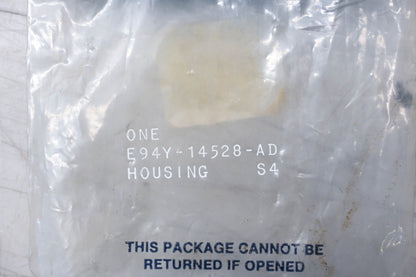 ONE
E94Y-14528-AD
HOUSING S4
THIS PACKAGE CANNOT BE
RETURNED IF OPENED